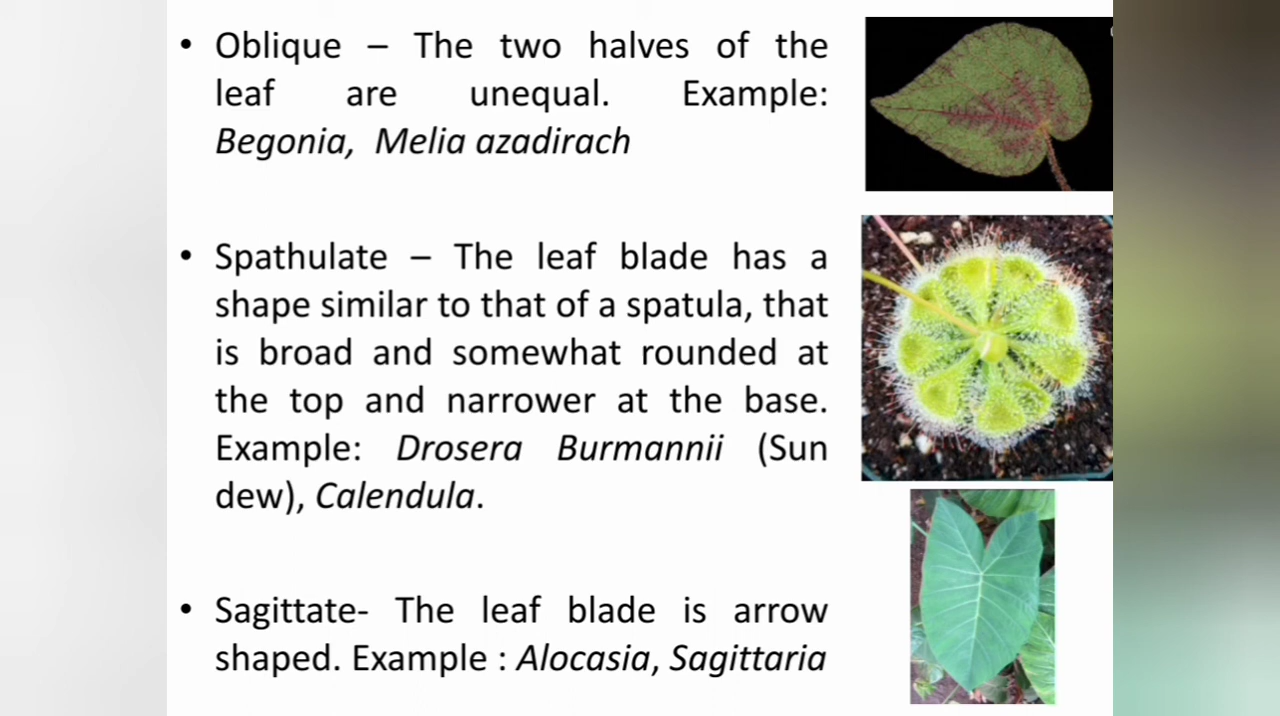 • Oblique – The two halves of the
leaf are unequal. Example:
Begonia, Melia azadirach
• Spathulate – The leaf blade has a
shape similar to that of a spatula, that
is broad and somewhat rounded at
the top and narrower at the base.
Example: Drosera Burmannii (Sun
dew), Calendula.
• Sagittate- The leaf blade is arrow
shaped. Example : Alocasia, Sagittaria